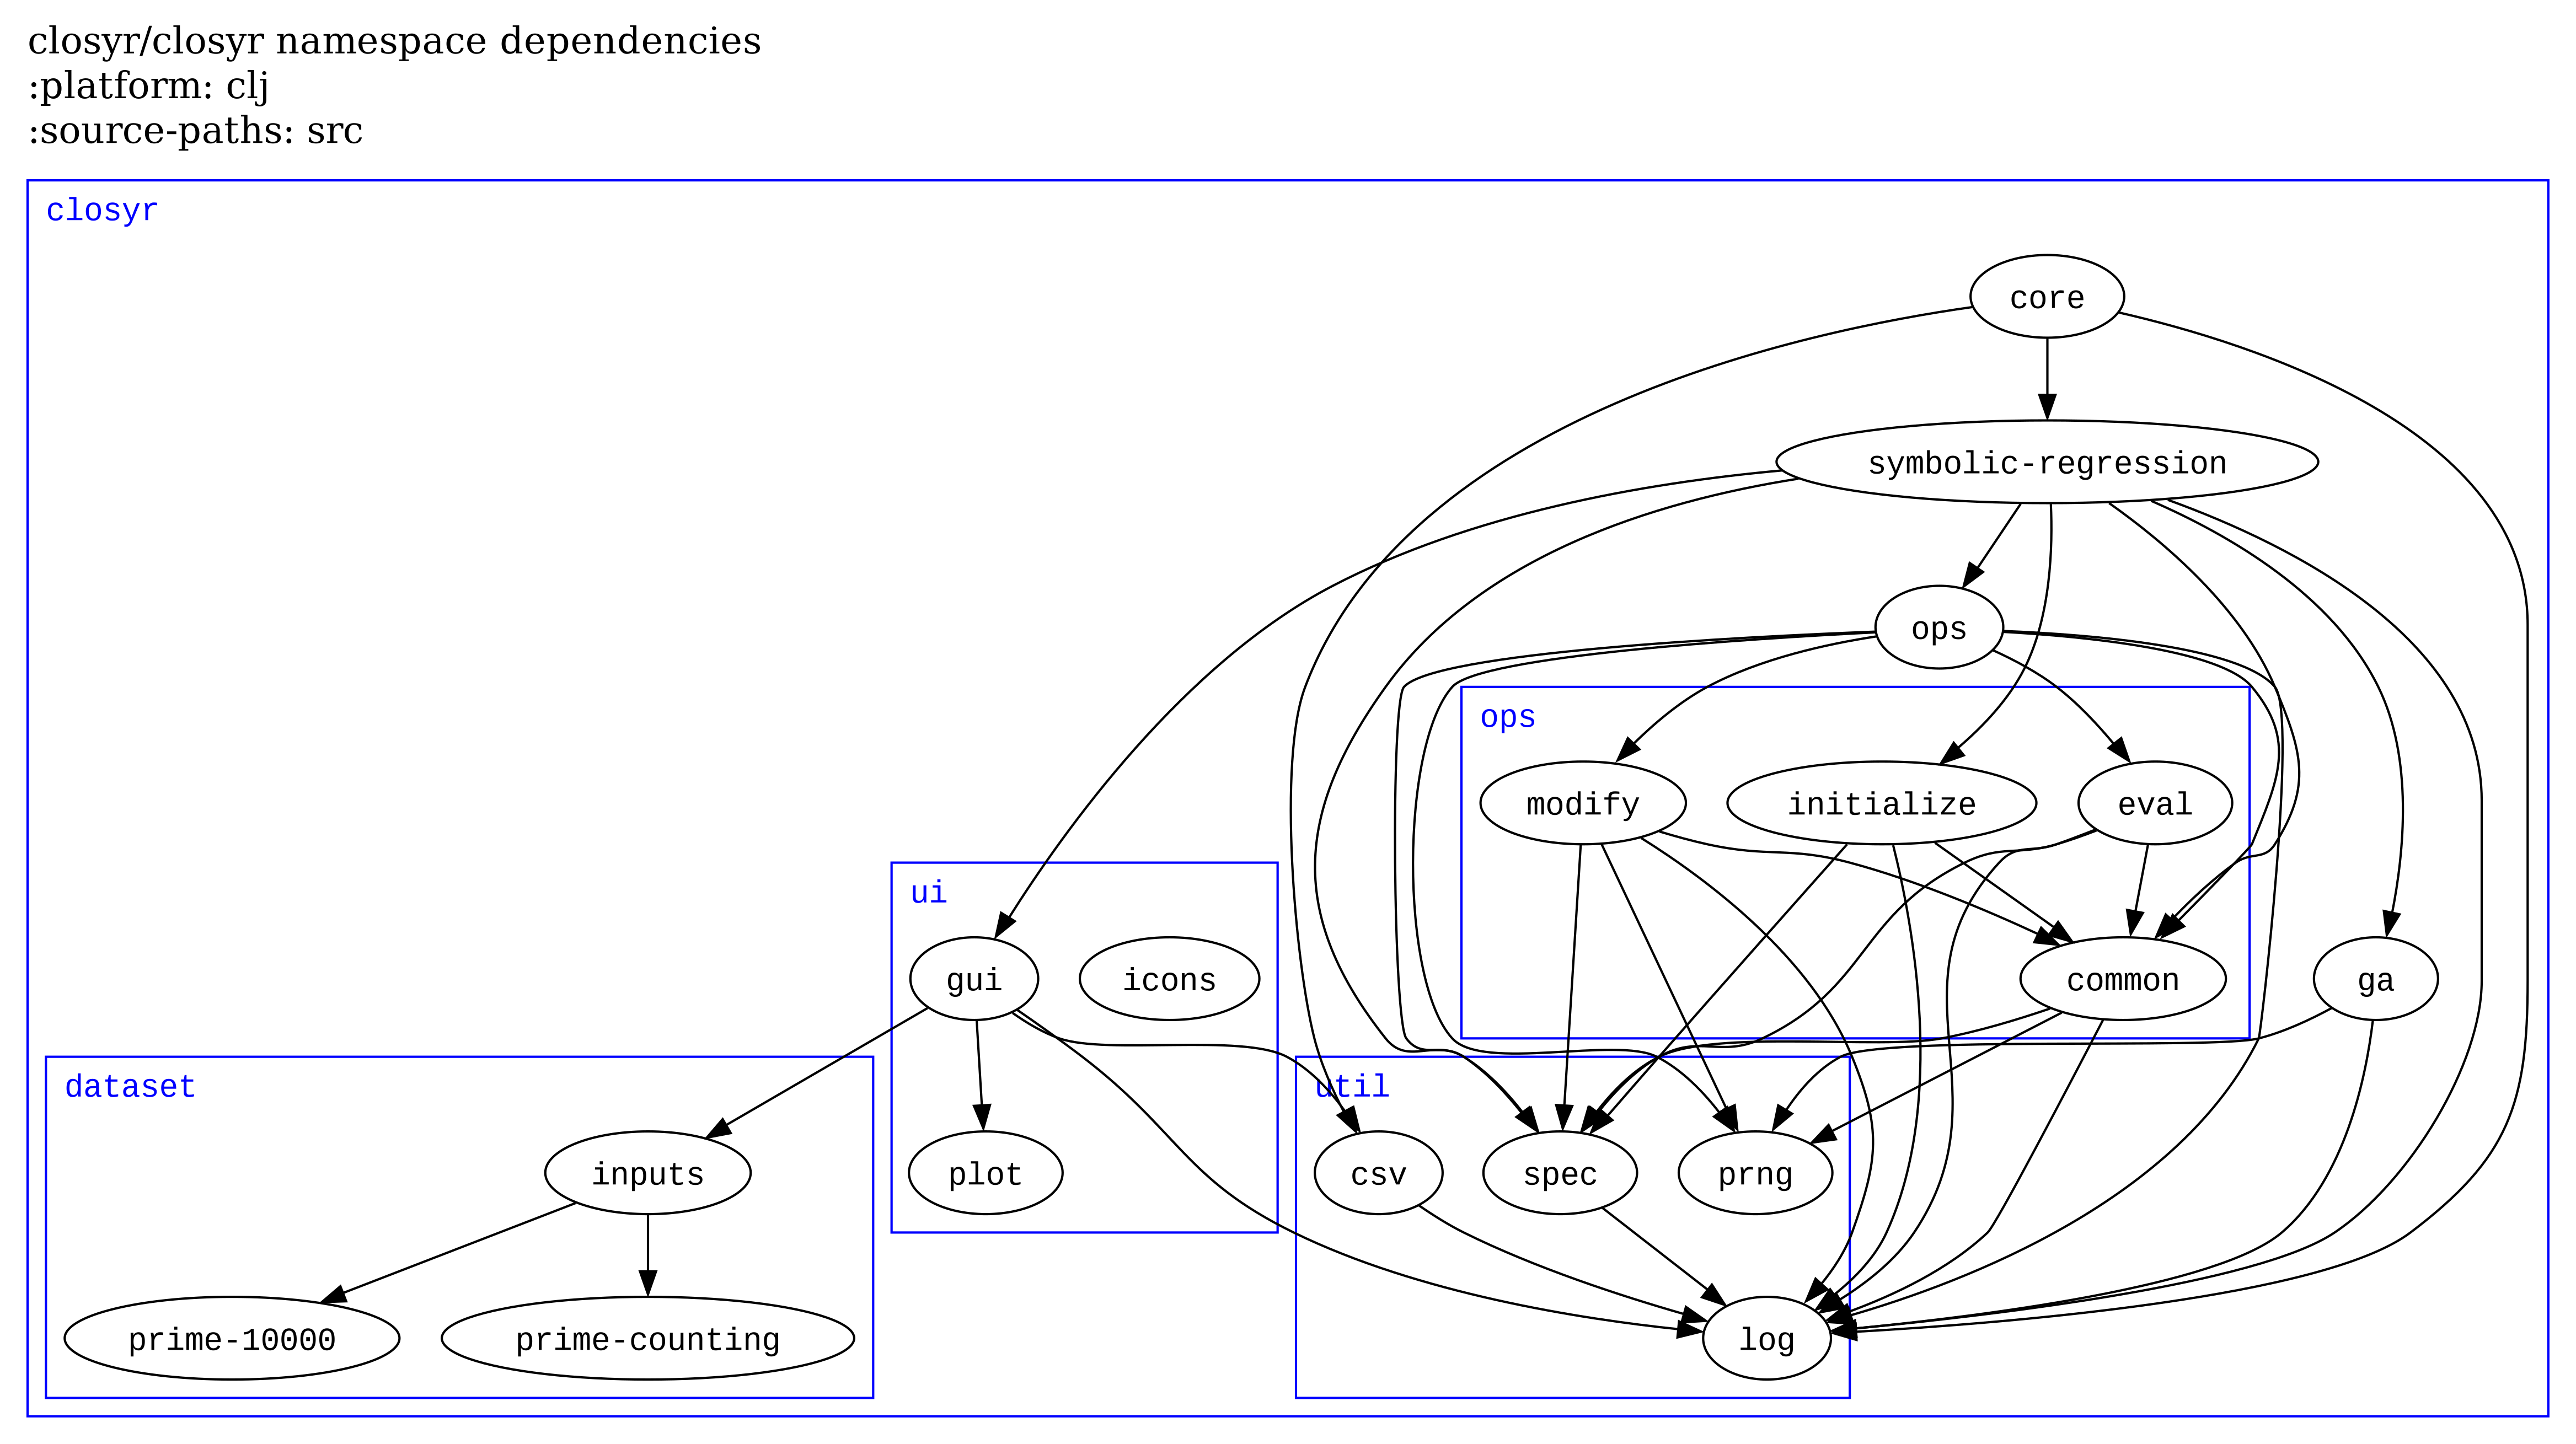 closyr/closyr namespace dependencies
:platform: clj
:source-paths: src
closyr
core
symbolic-regression
ops
ops
modify
initialize
eval
ui
gui
icons
common
ga
dataset
util
inputs
plot
csv
spec
prng
prime-10000
prime-counting
log